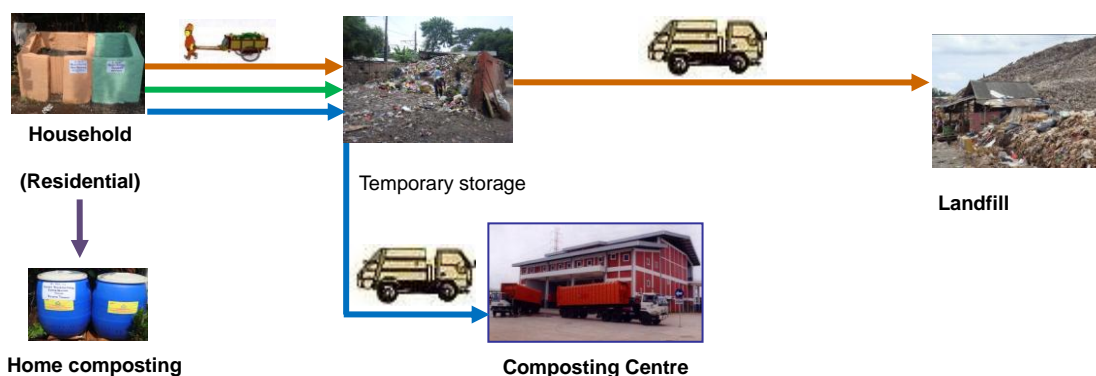 Household
(Residential)
Temporary storage
Landfill
Home composting
Composting Centre